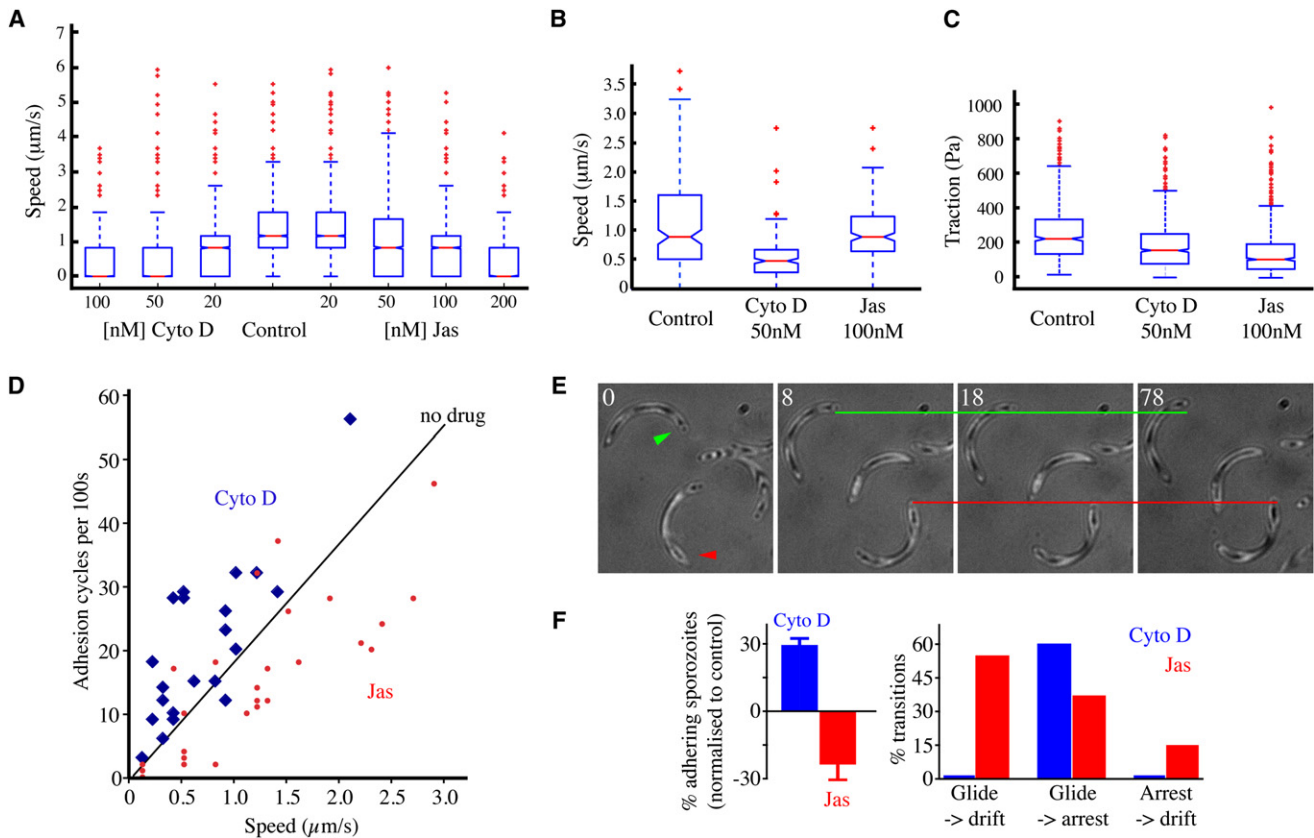 A
Speed (µm/s)
7
6
5
4
3
2
1
0
100 50 20 20 50 100 200
[nM] Cyto D Control [nM] Jas
B
Speed (µm/s)
3.5
3.0
2.5
2.0
1.5
1.0
0.5
0
Control Cyto D Jas
50nM 100nM
C
Traction (Pa)
1000
800
600
400
200
0
Control Cyto D Jas
50nM 100nM
D
Adhesion cycles per 100s
60
50
40
30
20
10
0
no drug
Cyto D
Jas
0 0.5 1.0 1.5 2.0 2.5 3.0
Speed (µm/s)
E
0 8 18 78
F
% adhering sporozoites
(normalised to control)
30
0
-30
Cyto D
Jas
% transitions
60
45
30
15
0
Cyto D
Jas
Glide Glide Arrest
-> drift -> arrest -> drift